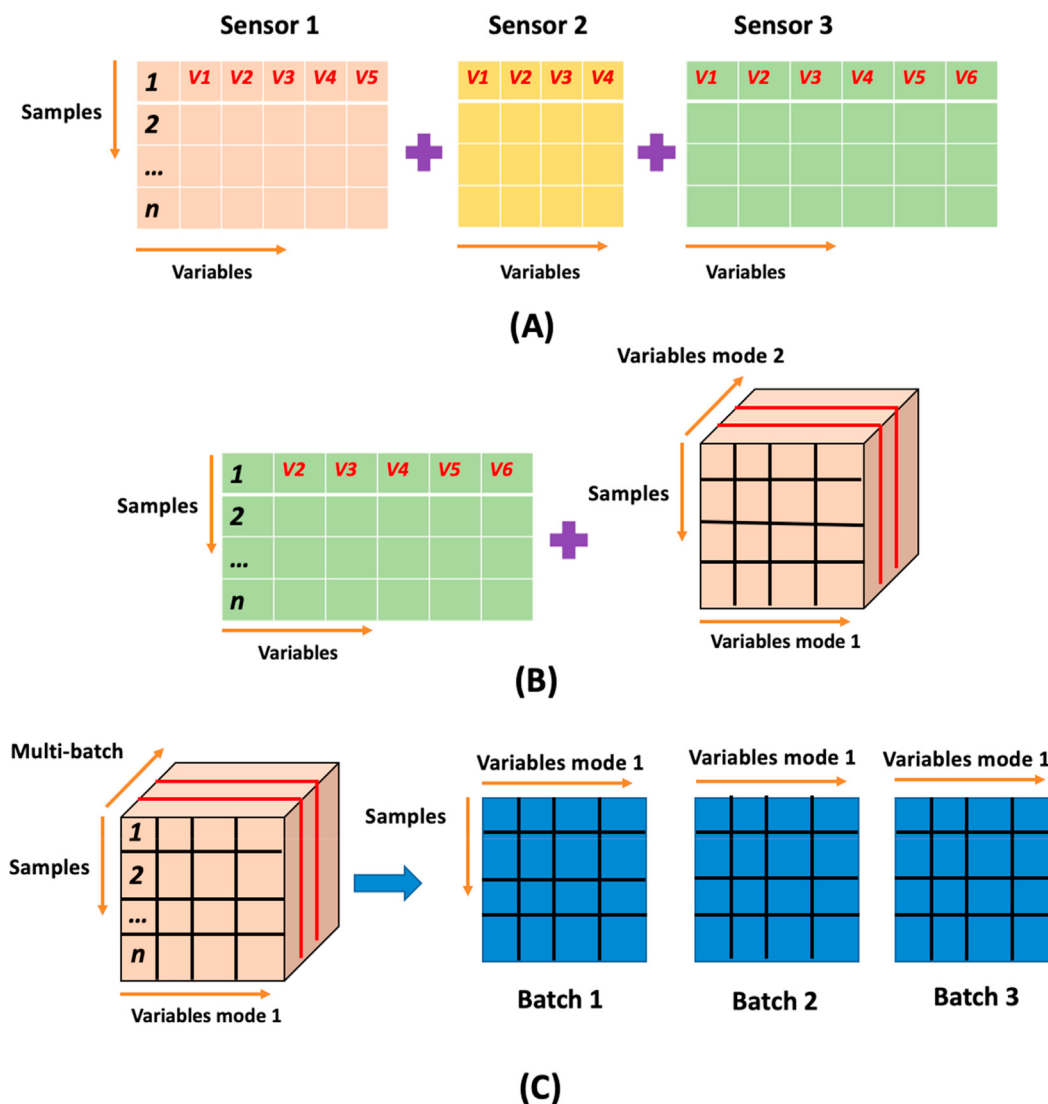 Sensor 1 Sensor 2 Sensor 3
Samples
1 V1 V2 V3 V4 V5 V1 V2 V3 V4 V1 V2 V3 V4 V5 V6
2
...
n
Variables Variables Variables
(A)
Variables mode 2
Samples
1 V2 V3 V4 V5 V6
2
...
n
Variables
Samples
Variables mode 1
(B)
Multi-batch
Samples
1
2
...
n
Variables mode 1
Samples
Variables mode 1 Variables mode 1 Variables mode 1
Batch 1 Batch 2 Batch 3
(C)